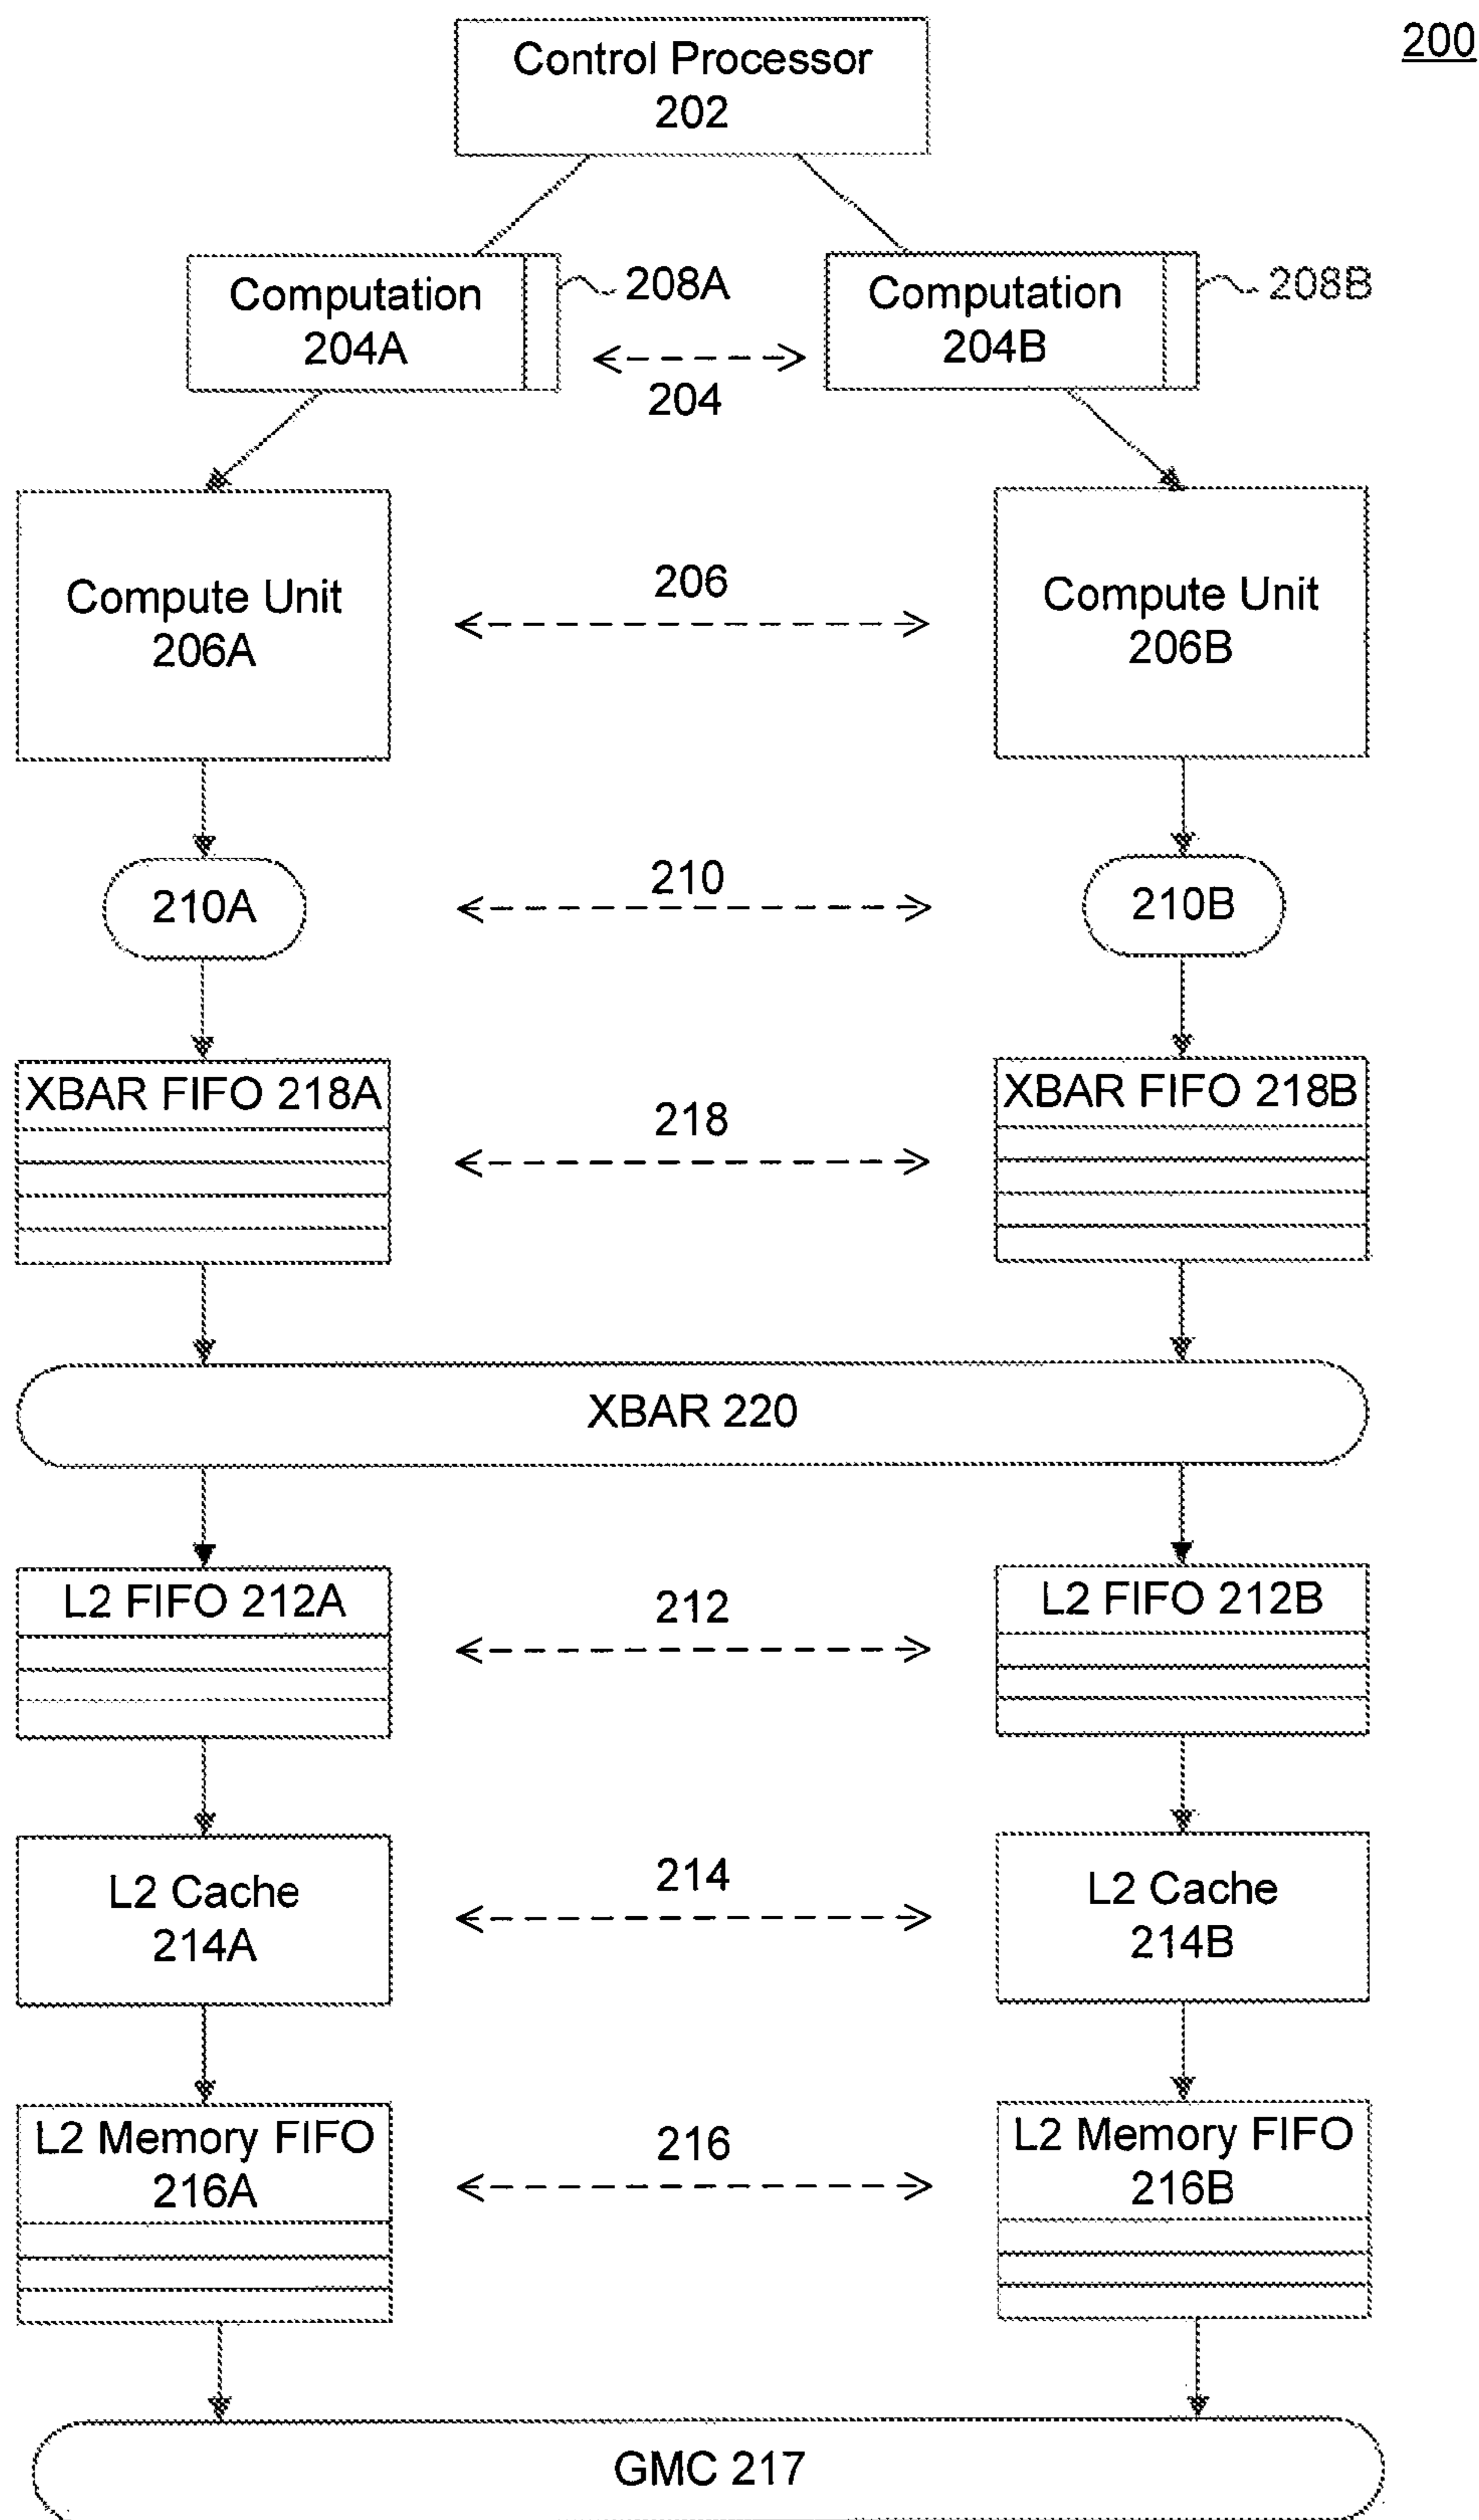 200
Control Processor
202
Computation
204A
208A
Computation
204B
208B
204
Compute Unit
206A
206
Compute Unit
206B
210A
210
210B
XBAR FIFO 218A
218
XBAR FIFO 218B
XBAR 220
L2 FIFO 212A
212
L2 FIFO 212B
L2 Cache
214A
214
L2 Cache
214B
L2 Memory FIFO
216A
216
L2 Memory FIFO
216B
GMC 217